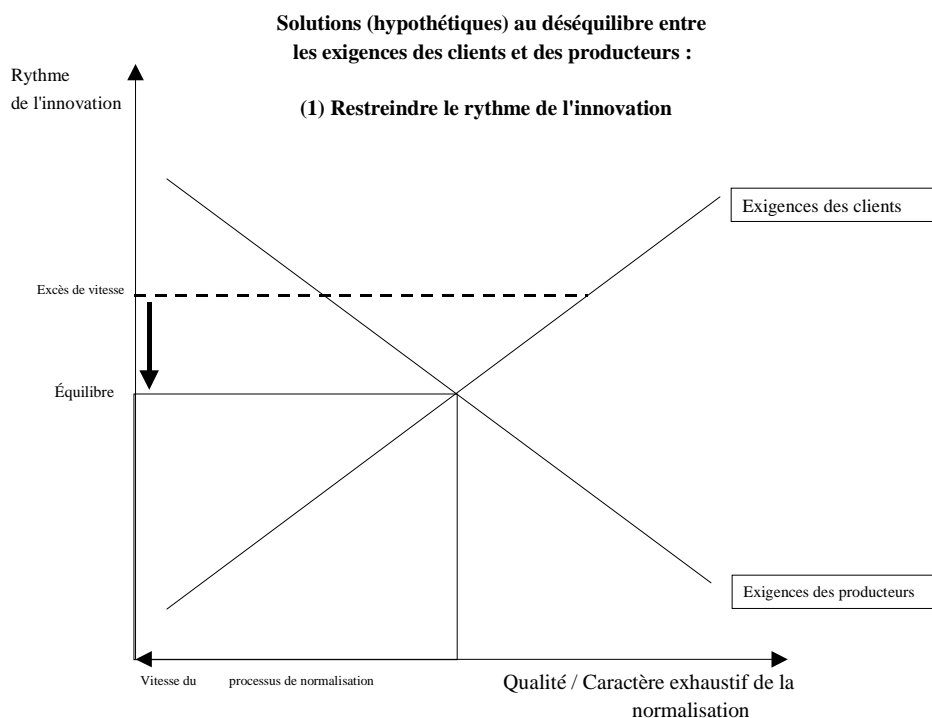 Solutions (hypothétiques) au déséquilibre entre
les exigences des clients et des producteurs :
(1) Restreindre le rythme de l'innovation
Rythme
de l'innovation
Exigences des clients
Excès de vitesse
Équilibre
Exigences des producteurs
Vitesse du processus de normalisation
Qualité / Caractère exhaustif de la
normalisation